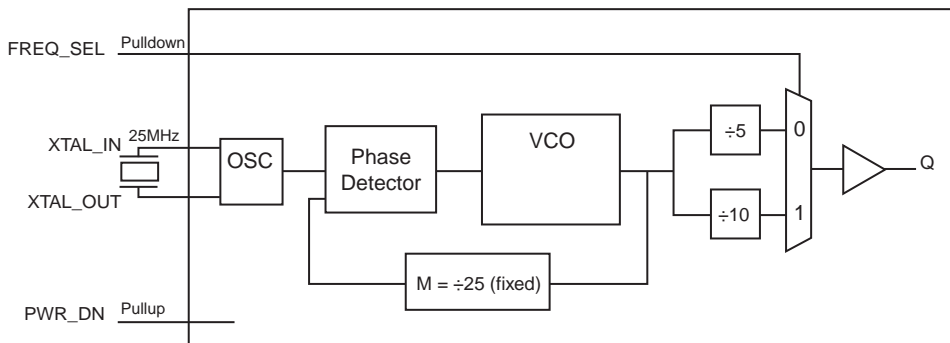 FREQ_SEL
Pulldown
XTAL_IN
25MHz
XTAL_OUT
OSC
Phase
Detector
VCO
÷5
0
÷10
1
Q
M = ÷25 (fixed)
PWR_DN
Pullup